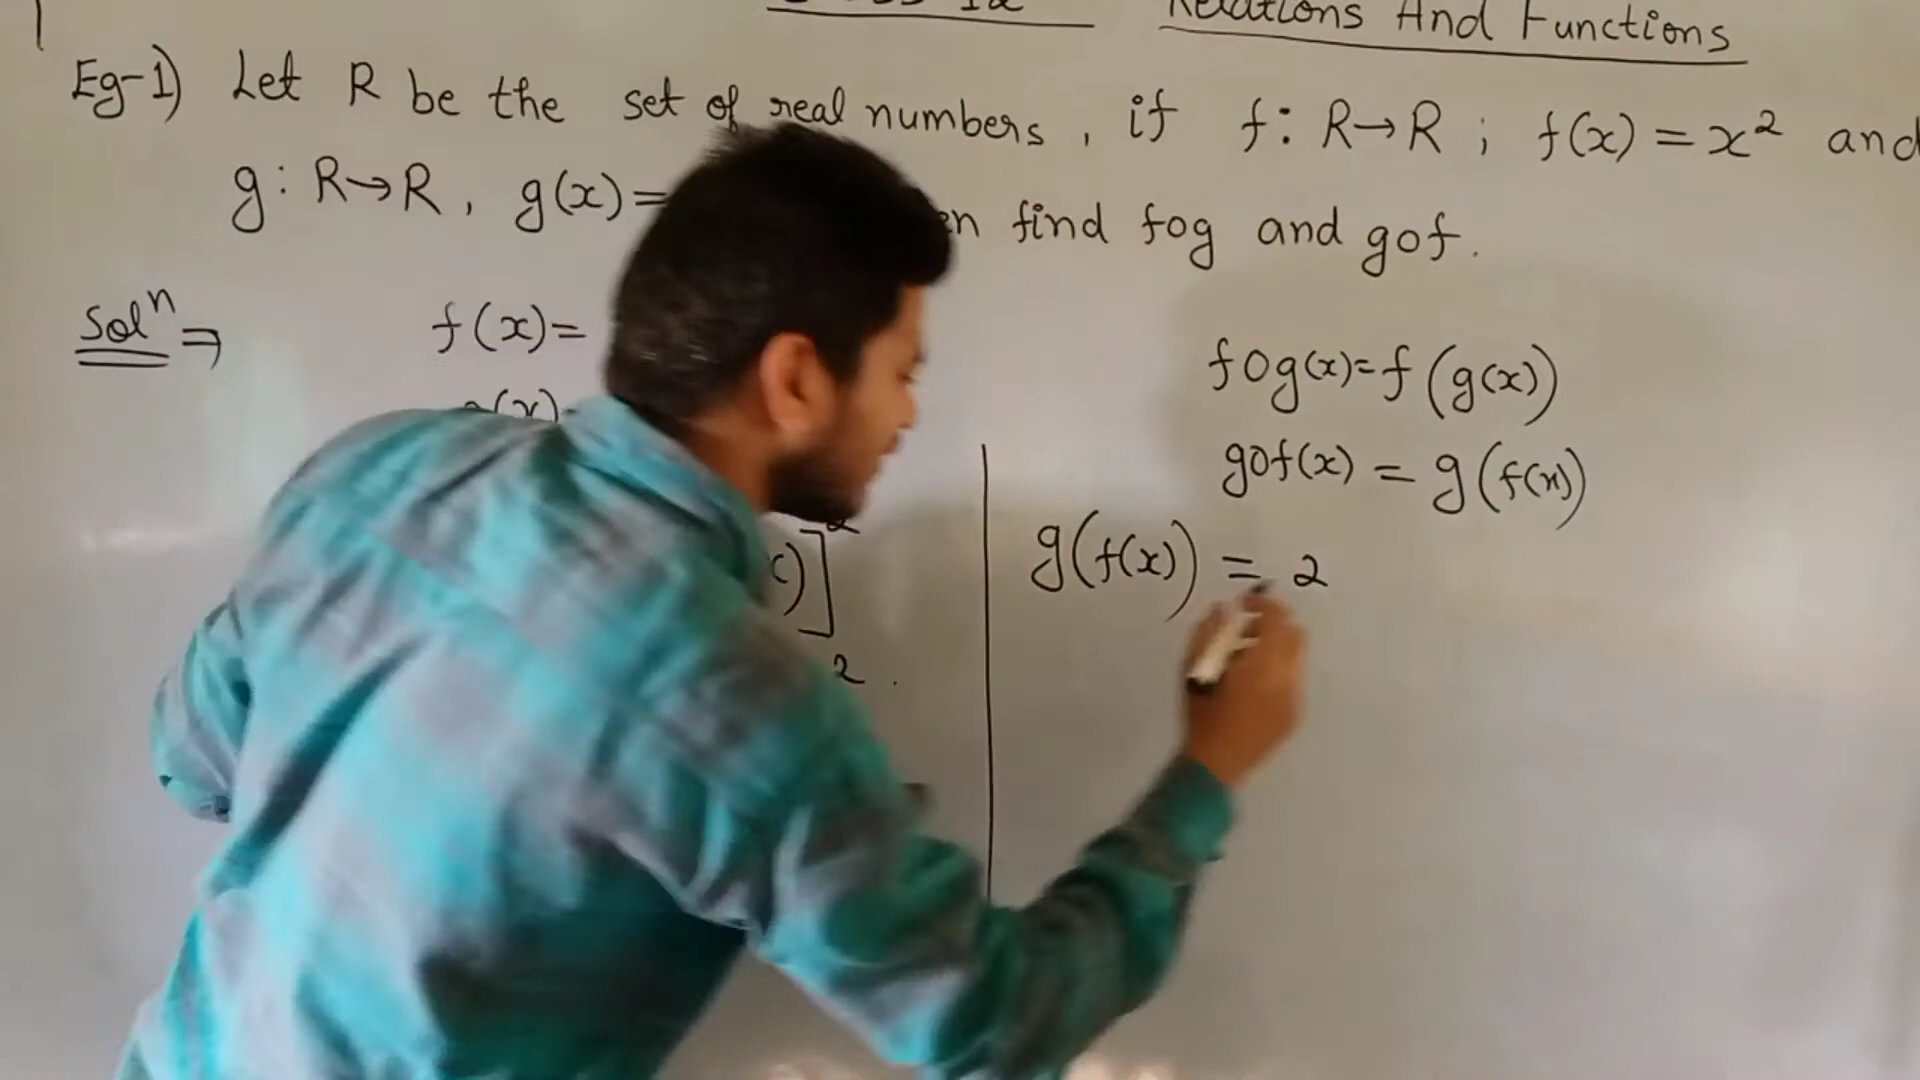 Relations And Functions
Eg-1) Let R be the set of real numbers, if f: R→R ; f(x) = x² and
g: R→R, g(x)= find fog and gof.
Solⁿ ⇒ f(x)=
fog(x)=f(g(x))
gof(x) = g(f(x))
)]²
g(f(x)) = 2
2 .